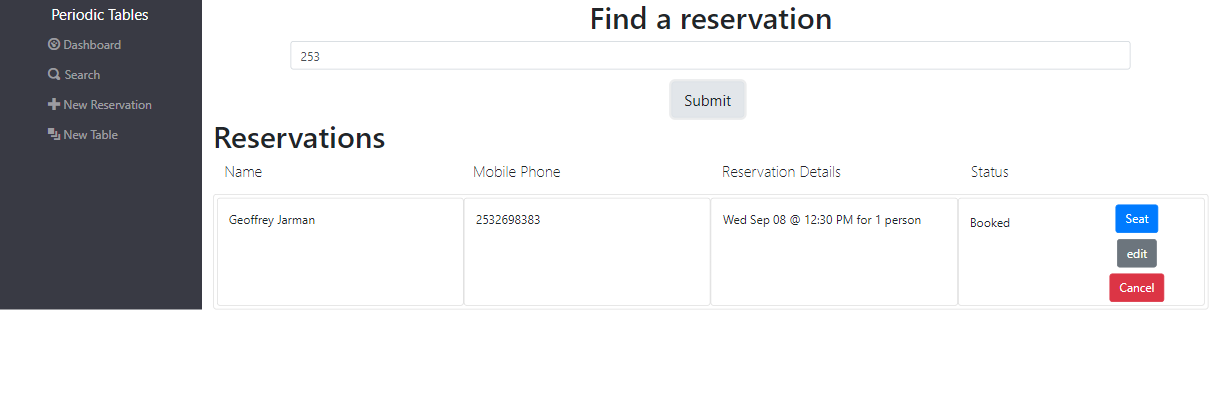 Periodic Tables
Dashboard
Search
New Reservation
New Table
Find a reservation
253
Submit
Reservations
Name Mobile Phone Reservation Details Status
Geoffrey Jarman 2532698383 Wed Sep 08 @ 12:30 PM for 1 person Booked Seat
edit
Cancel